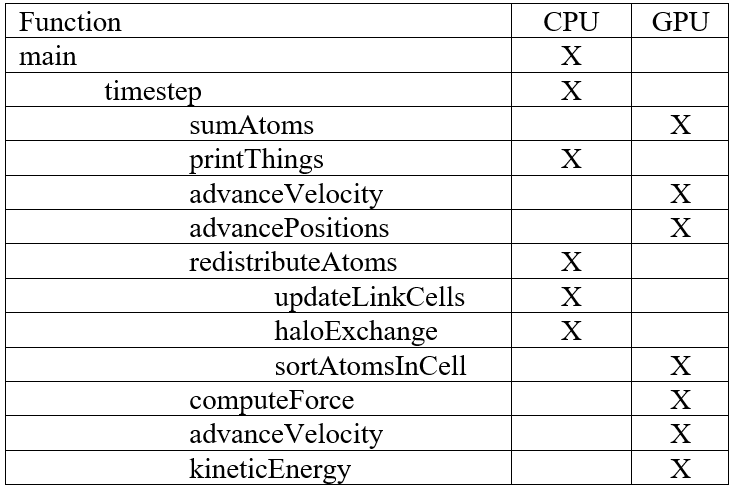 Function CPU GPU
main X
timestep X
sumAtoms X
printThings X
advanceVelocity X
advancePositions X
redistributeAtoms X
updateLinkCells X
haloExchange X
sortAtomsInCell X
computeForce X
advanceVelocity X
kineticEnergy X